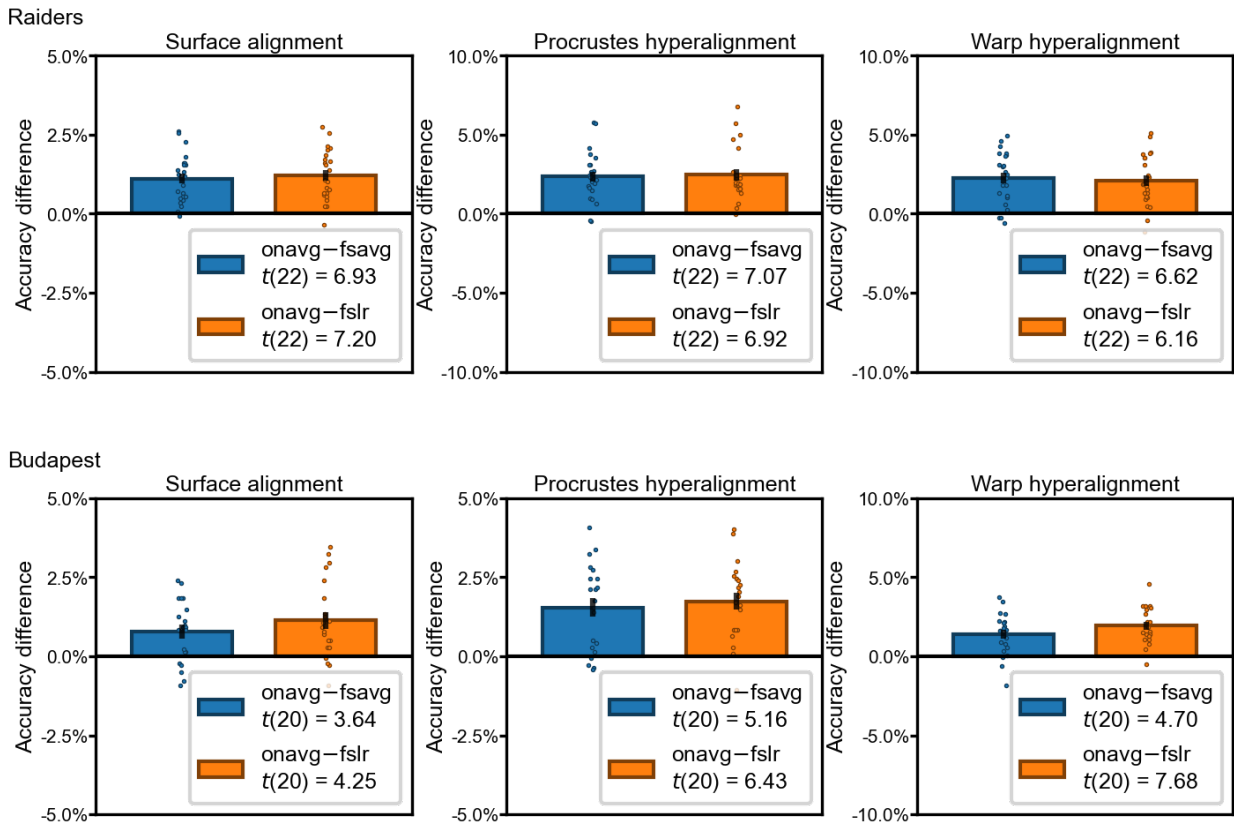 Raiders
Surface alignment
5.0%
2.5%
0.0%
-2.5%
-5.0%
Accuracy difference
onavg−fsavg
t(22) = 6.93
onavg−fslr
t(22) = 7.20
Procrustes hyperalignment
10.0%
5.0%
0.0%
-5.0%
-10.0%
Accuracy difference
onavg−fsavg
t(22) = 7.07
onavg−fslr
t(22) = 6.92
Warp hyperalignment
10.0%
5.0%
0.0%
-5.0%
-10.0%
Accuracy difference
onavg−fsavg
t(22) = 6.62
onavg−fslr
t(22) = 6.16
Budapest
Surface alignment
5.0%
2.5%
0.0%
-2.5%
-5.0%
Accuracy difference
onavg−fsavg
t(20) = 3.64
onavg−fslr
t(20) = 4.25
Procrustes hyperalignment
5.0%
2.5%
0.0%
-2.5%
-5.0%
Accuracy difference
onavg−fsavg
t(20) = 5.16
onavg−fslr
t(20) = 6.43
Warp hyperalignment
10.0%
5.0%
0.0%
-5.0%
-10.0%
Accuracy difference
onavg−fsavg
t(20) = 4.70
onavg−fslr
t(20) = 7.68